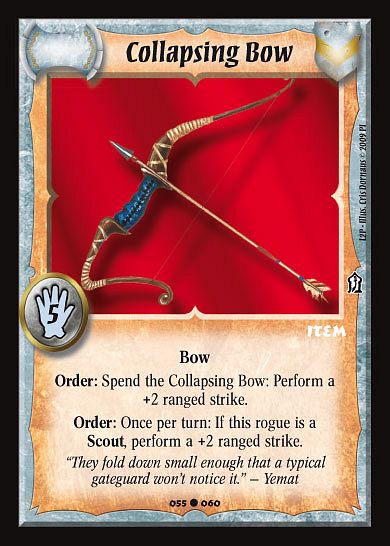 Collapsing Bow
L2P - Illus. Cris Dornaus © 2009 PI
5
ITEM
Bow
Order: Spend the Collapsing Bow: Perform a
+2 ranged strike.
Order: Once per turn: If this rogue is a
Scout, perform a +2 ranged strike.
“They fold down small enough that a typical
gateguard won’t notice it.” – Yemat
055 ● 060